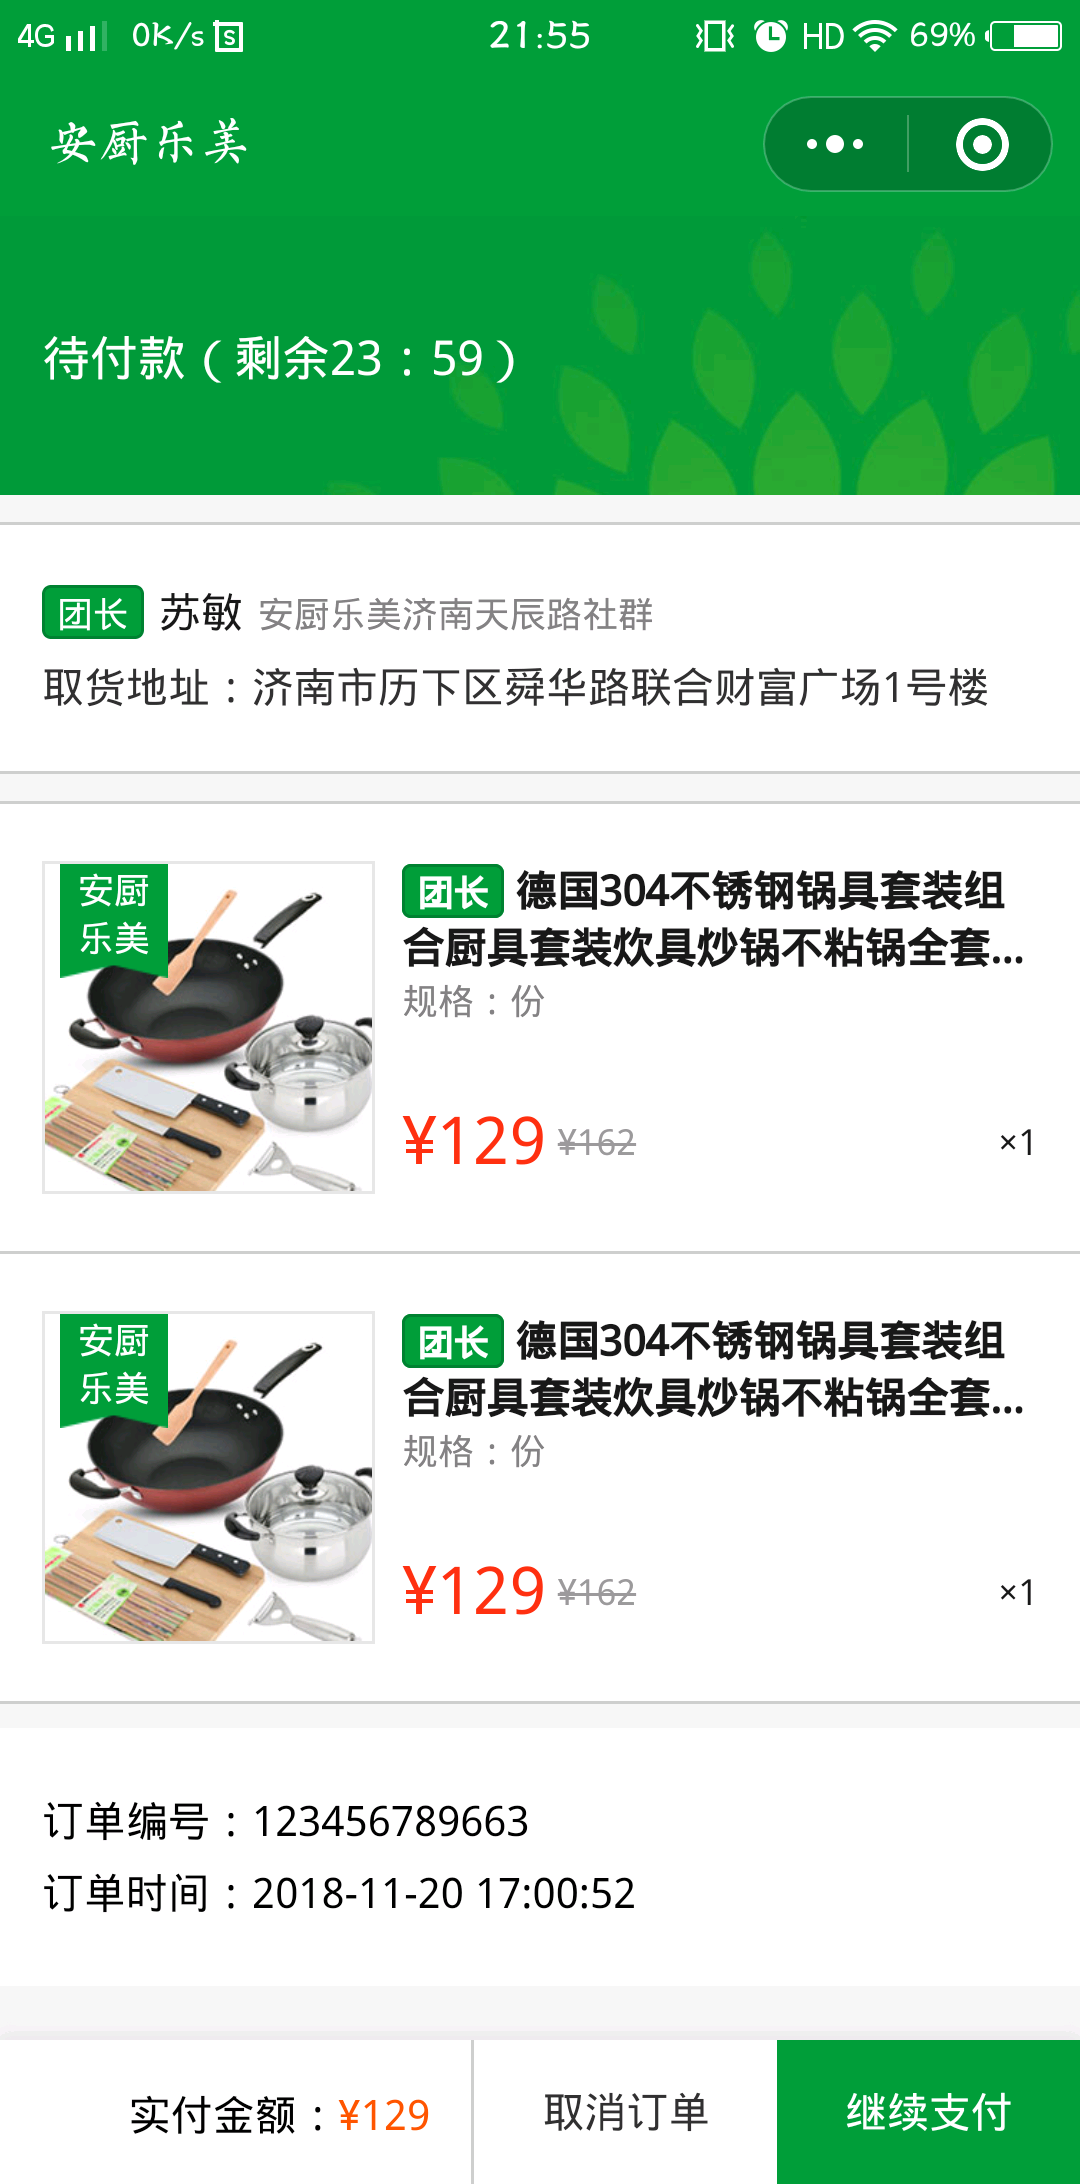 4G 0K/s S 21:55 HD 69%
安厨乐美
待付款（剩余23：59）
团长 苏敏 安厨乐美济南天辰路社群
取货地址：济南市历下区舜华路联合财富广场1号楼
安厨
乐美
团长 德国304不锈钢锅具套装组
合厨具套装炊具炒锅不粘锅全套...
规格：份
¥129 ¥162 ×1
安厨
乐美
团长 德国304不锈钢锅具套装组
合厨具套装炊具炒锅不粘锅全套...
规格：份
¥129 ¥162 ×1
订单编号：123456789663
订单时间：2018-11-20 17:00:52
实付金额：¥129 取消订单 继续支付